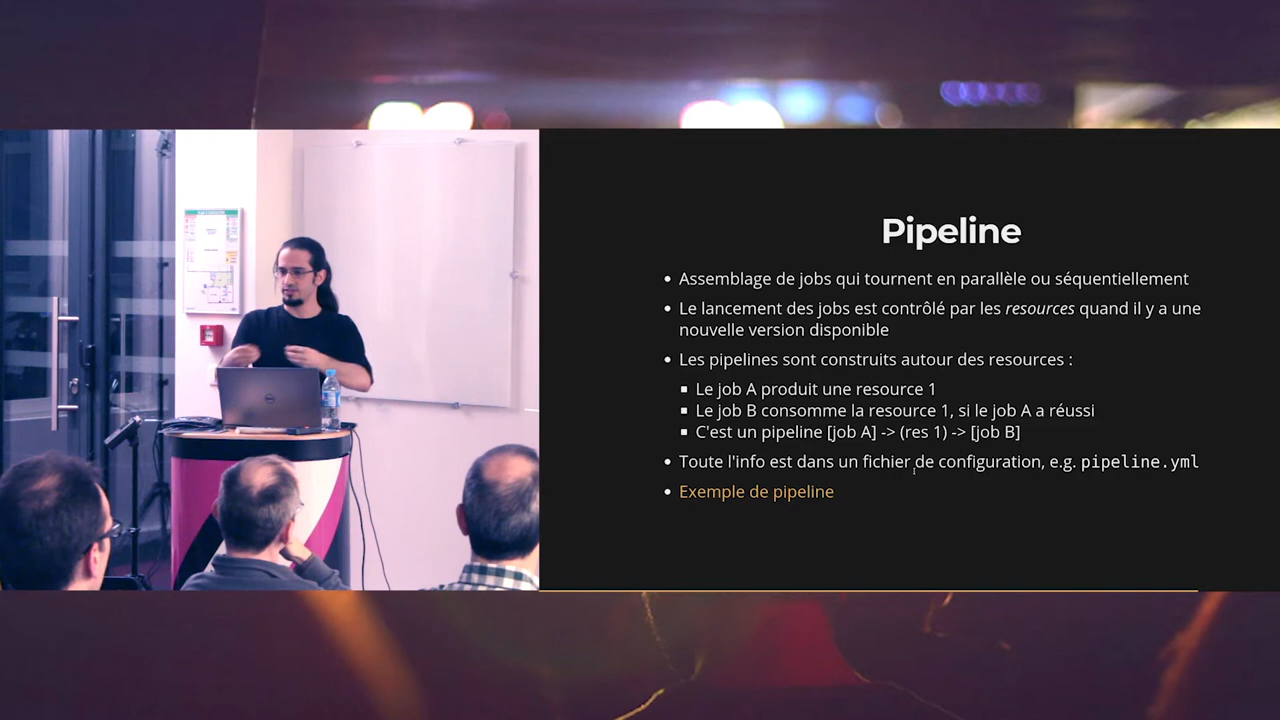 Pipeline
Assemblage de jobs qui tournent en parallèle ou séquentiellement
Le lancement des jobs est contrôlé par les resources quand il y a une
nouvelle version disponible
Les pipelines sont construits autour des resources :
Le job A produit une resource 1
Le job B consomme la resource 1, si le job A a réussi
C'est un pipeline [job A] -> (res 1) -> [job B]
Toute l'info est dans un fichier de configuration, e.g. pipeline.yml
Exemple de pipeline